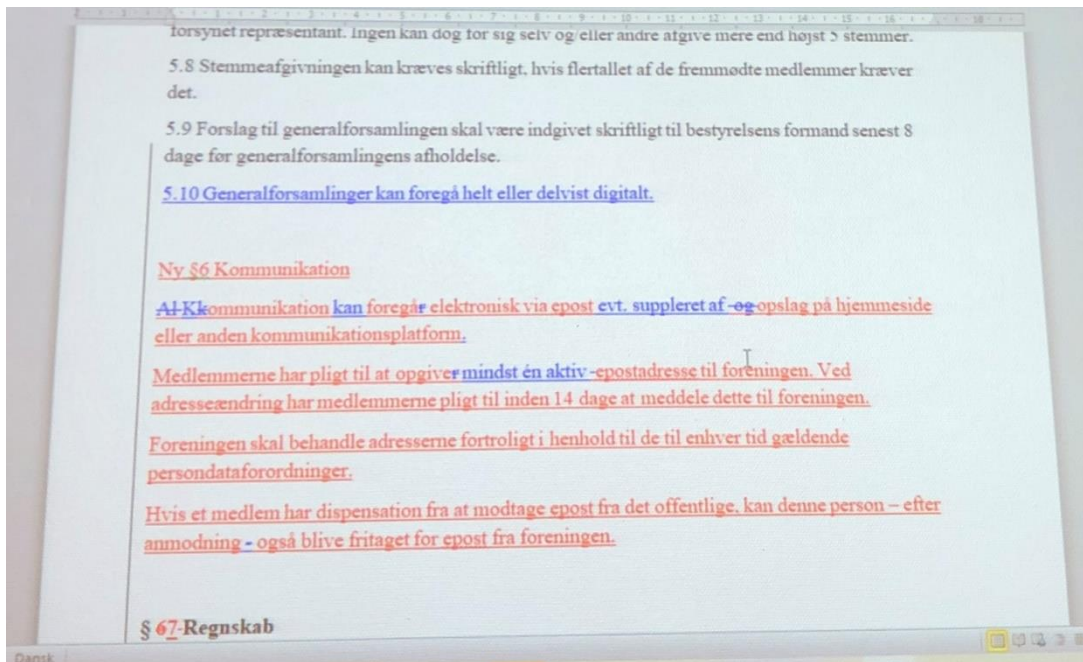 forsynet repræsentant. Ingen kan dog for sig selv og/eller andre afgive mere end højst 5 stemmer.
5.8 Stemmeafgivningen kan kræves skriftligt, hvis flertallet af de fremmødte medlemmer kræver
det.
5.9 Forslag til generalforsamlingen skal være indgivet skriftligt til bestyrelsens formand senest 8
dage før generalforsamlingens afholdelse.
5.10 Generalforsamlinger kan foregå helt eller delvist digitalt.
Ny §6 Kommunikation
Al Kkommunikation kan foregår elektronisk via epost evt. suppleret af og opslag på hjemmeside
eller anden kommunikationsplatform.
Medlemmerne har pligt til at opgiver mindst én aktiv epostadresse til foreningen. Ved
adresseændring har medlemmerne pligt til inden 14 dage at meddele dette til foreningen.
Foreningen skal behandle adresserne fortroligt i henhold til de til enhver tid gældende
persondataforordninger.
Hvis et medlem har dispensation fra at modtage epost fra det offentlige, kan denne person – efter
anmodning - også blive fritaget for epost fra foreningen.
§ 67-Regnskab
Dansk